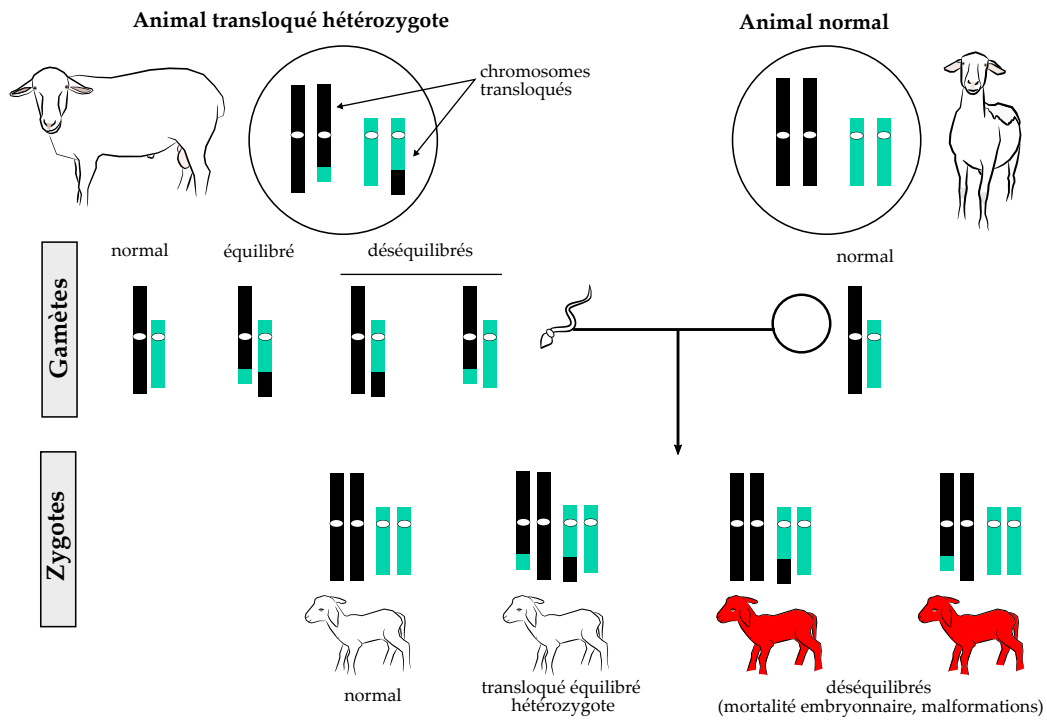 Animal transloqué hétérozygote
Animal normal
chromosomes
transloqués
Gamètes
normal
équilibré
déséquilibrés
normal
Zygotes
normal
transloqué équilibré
hétérozygote
déséquilibrés
(mortalité embryonnaire, malformations)